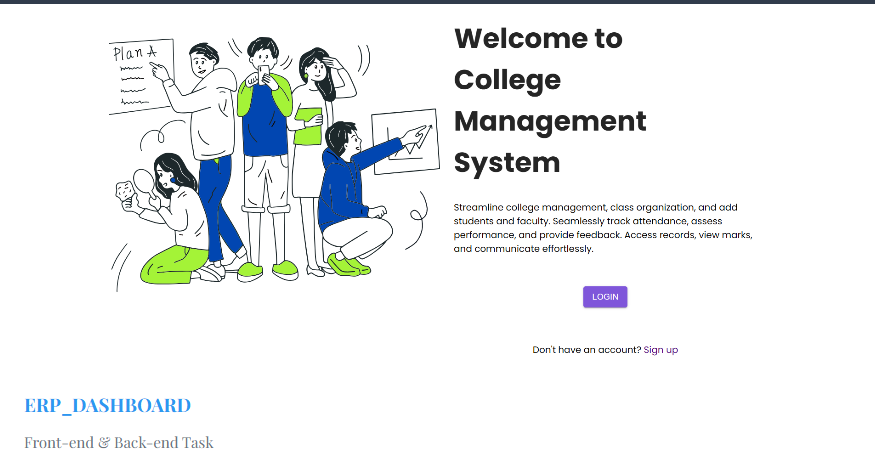 Plan A
Welcome to
College
Management
System
Streamline college management, class organization, and add
students and faculty. Seamlessly track attendance, assess
performance, and provide feedback. Access records, view marks,
and communicate effortlessly.
LOGIN
Don't have an account? Sign up
ERP_DASHBOARD
Front-end & Back-end Task